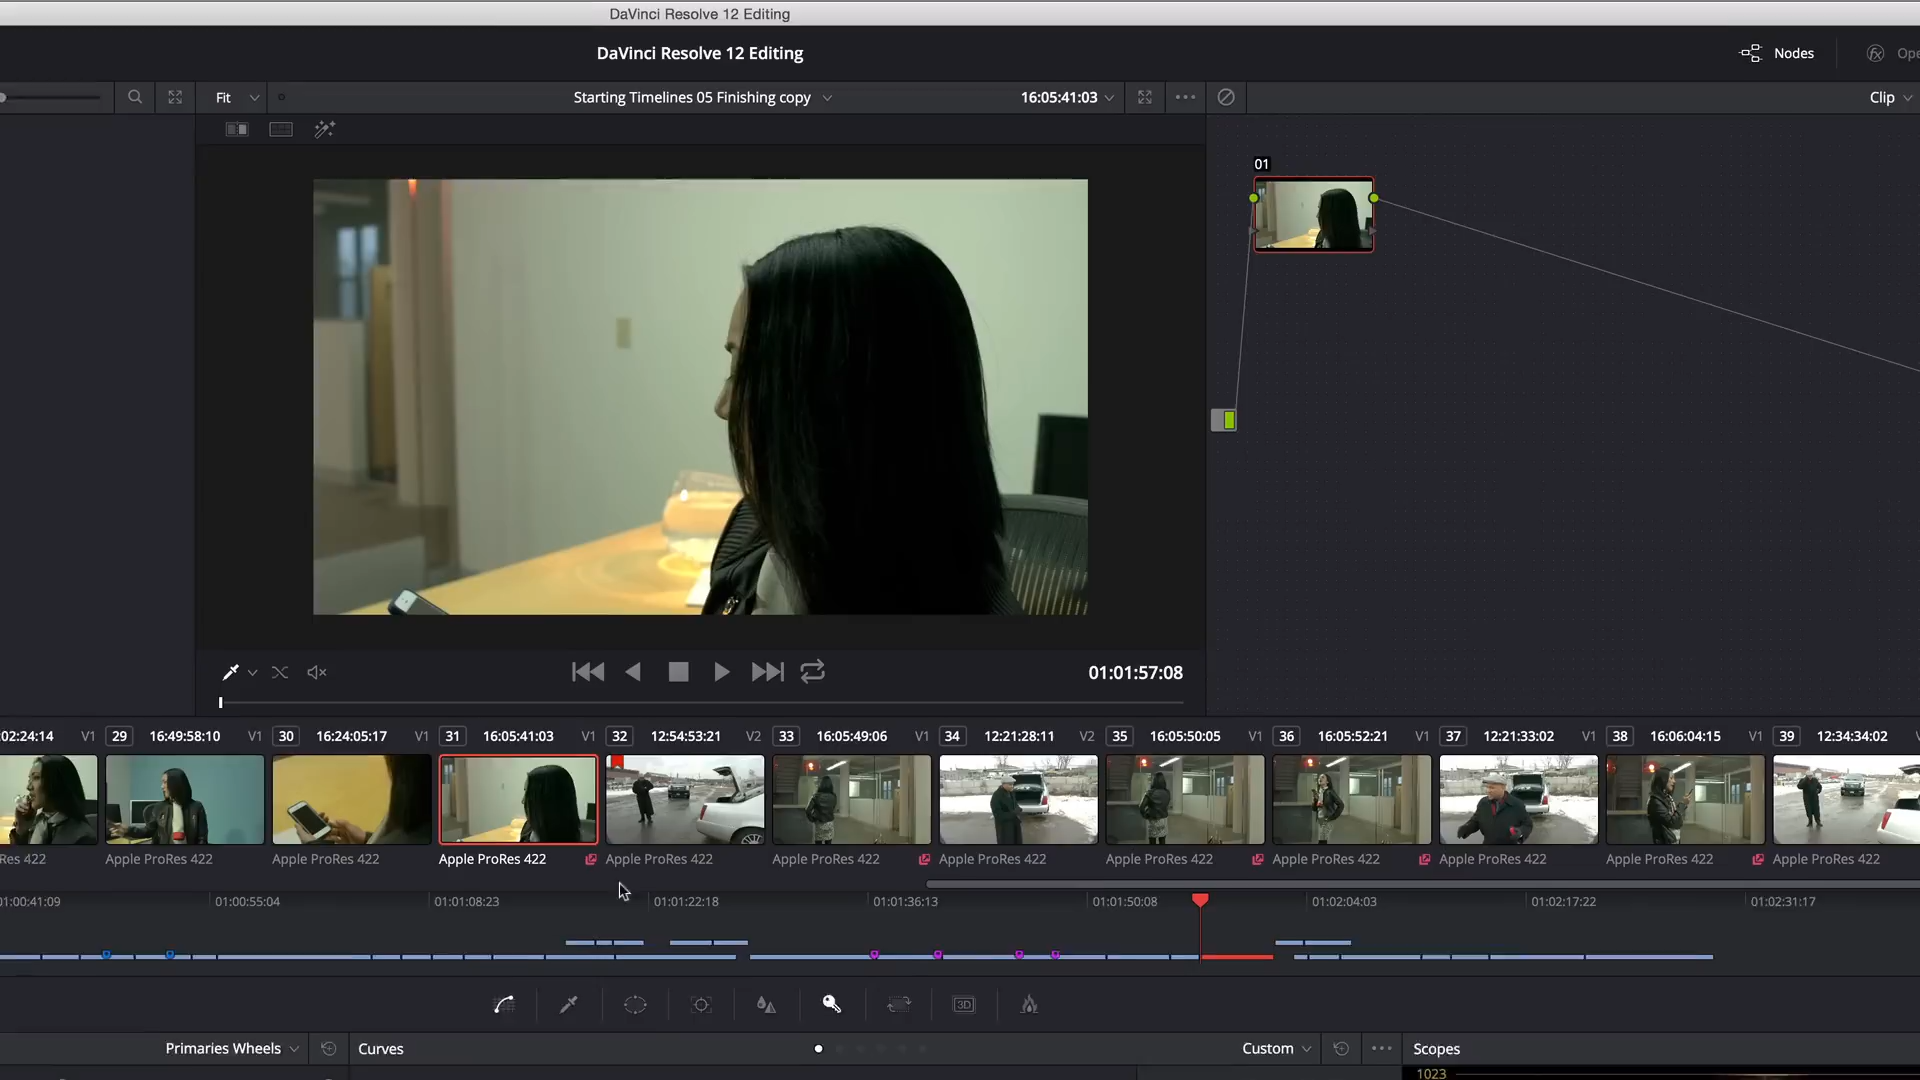 DaVinci Resolve 12 Editing
DaVinci Resolve 12 Editing
Nodes
Ope
Fit
Starting Timelines 05 Finishing copy
16:05:41:03
Clip
01
01:01:57:08
02:24:14 V1
29 16:49:58:10 V1
30 16:24:05:17 V1
31 16:05:41:03 V1
32 12:54:53:21 V2
33 16:05:49:06 V1
34 12:21:28:11 V2
35 16:05:50:05 V1
36 16:05:52:21 V1
37 12:21:33:02 V1
38 16:06:04:15 V1
39 12:34:34:02
Res 422
Apple ProRes 422
Apple ProRes 422
Apple ProRes 422
Apple ProRes 422
Apple ProRes 422
Apple ProRes 422
Apple ProRes 422
Apple ProRes 422
Apple ProRes 422
Apple ProRes 422
Apple ProRes 422
01:00:41:09
01:00:55:04
01:01:08:23
01:01:22:18
01:01:36:13
01:01:50:08
01:02:04:03
01:02:17:22
01:02:31:17
3D
Primaries Wheels
Curves
Custom
Scopes
1023